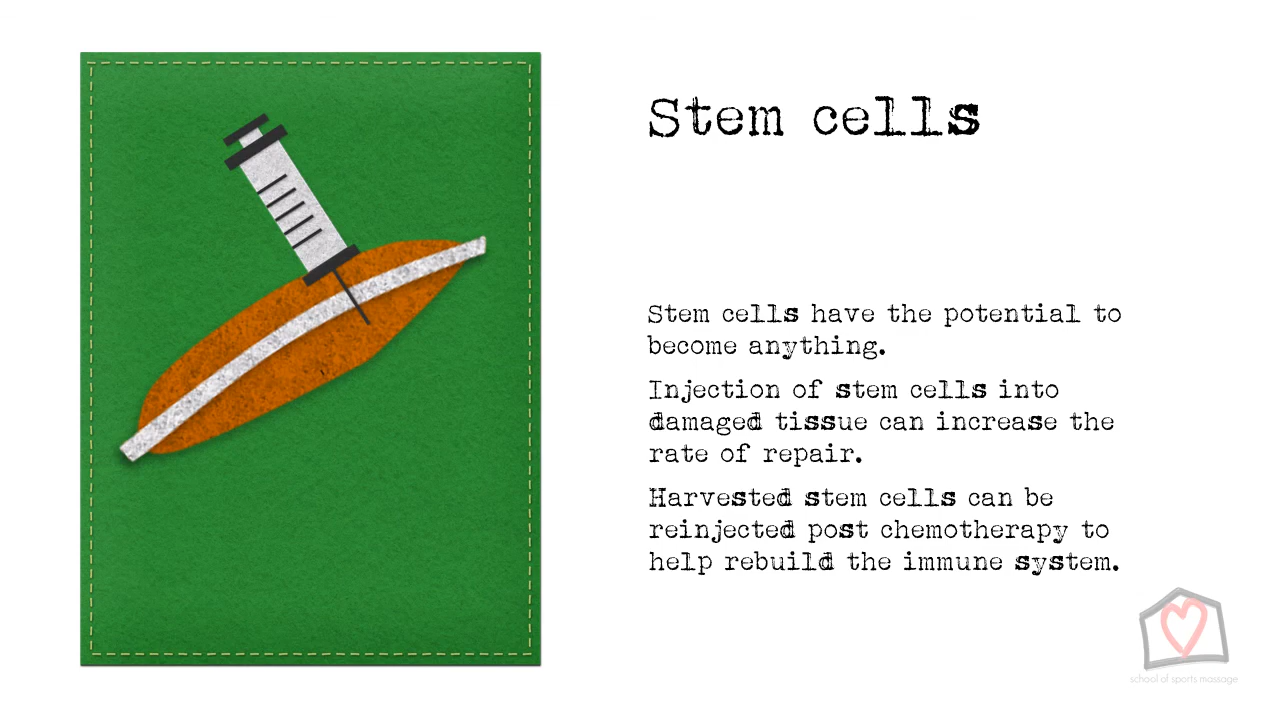 Stem cells
Stem cells have the potential to
become anything.
Injection of stem cells into
damaged tissue can increase the
rate of repair.
Harvested stem cells can be
reinjected post chemotherapy to
help rebuild the immune system.
school of sports massage